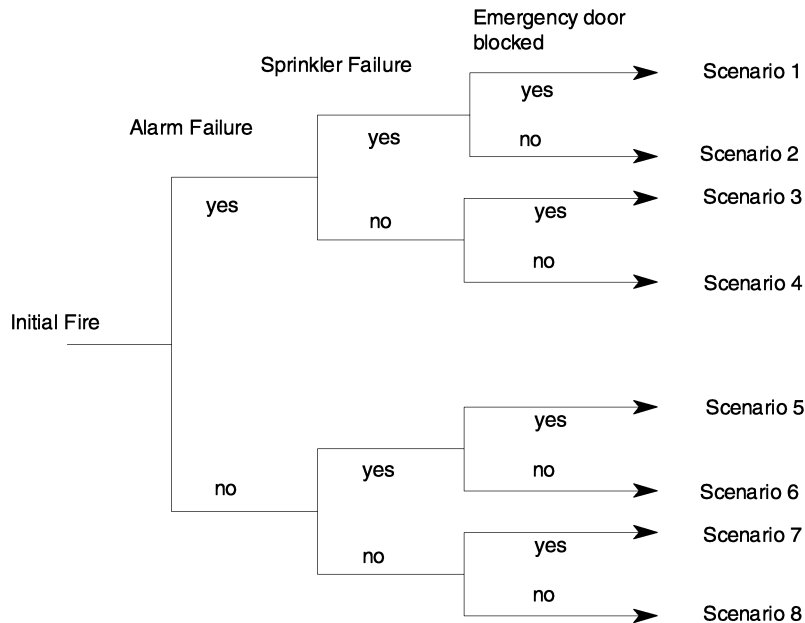 Emergency door
blocked
Sprinkler Failure
Scenario 1
yes
Alarm Failure
yes
no
Scenario 2
yes
Scenario 3
yes
no
no
Scenario 4
Initial Fire
Scenario 5
yes
yes
no
no
Scenario 6
Scenario 7
yes
no
no
Scenario 8